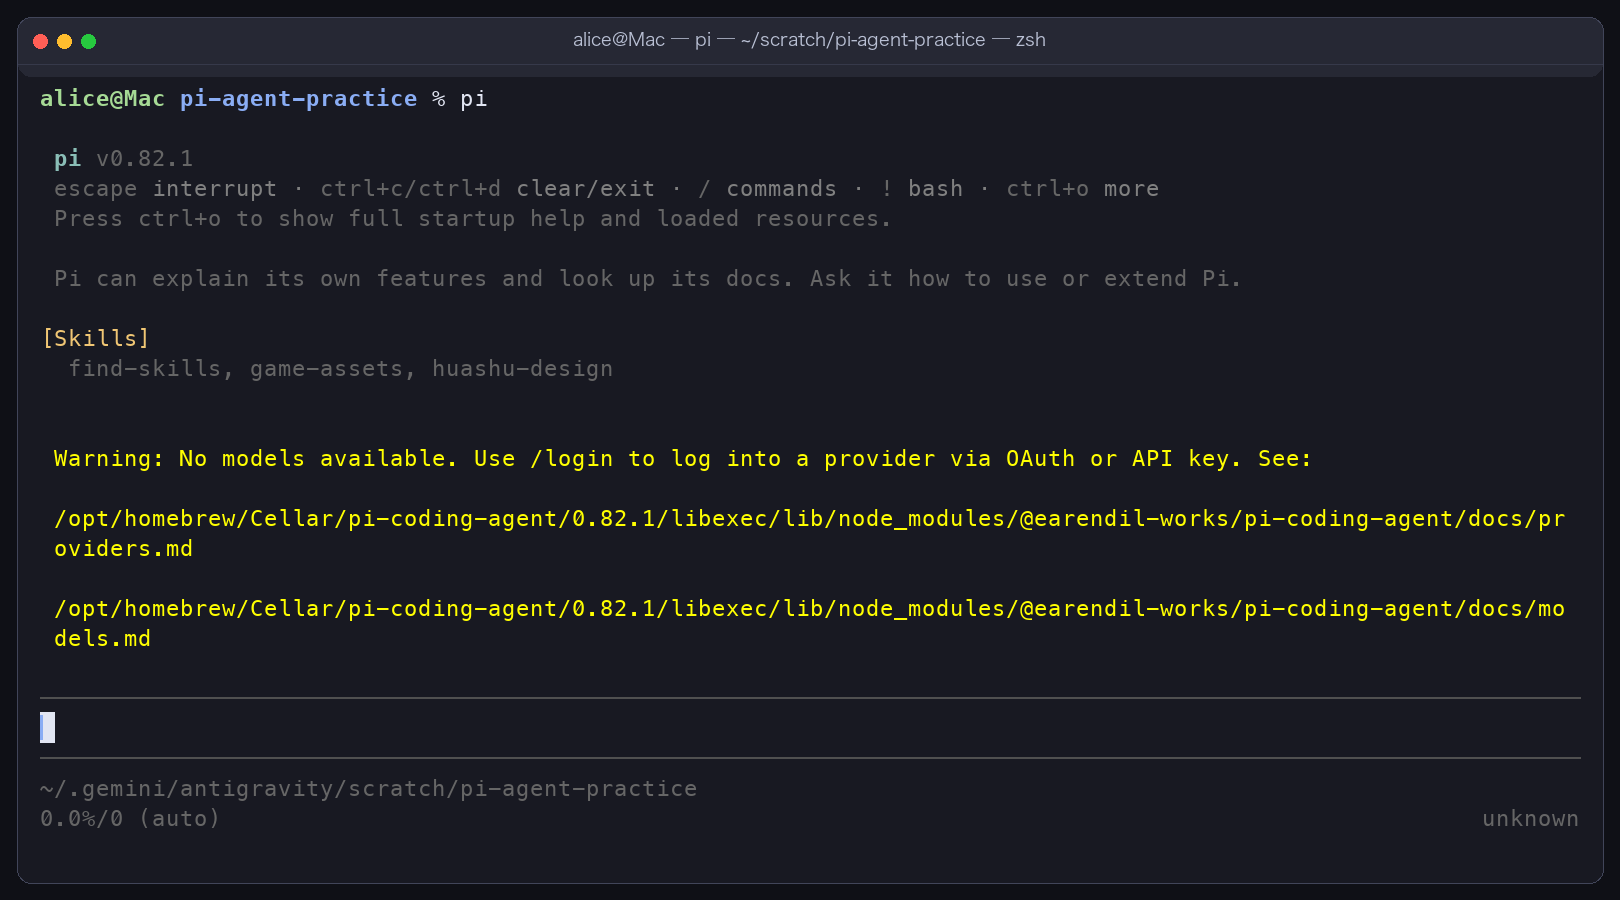 alice@Mac — pi — ~/scratch/pi-agent-practice — zsh
alice@Mac pi-agent-practice % pi
pi v0.82.1
escape interrupt · ctrl+c/ctrl+d clear/exit · / commands · ! bash · ctrl+o more
Press ctrl+o to show full startup help and loaded resources.
Pi can explain its own features and look up its docs. Ask it how to use or extend Pi.
[Skills]
find-skills, game-assets, huashu-design
Warning: No models available. Use /login to log into a provider via OAuth or API key. See:
/opt/homebrew/Cellar/pi-coding-agent/0.82.1/libexec/lib/node_modules/@earendil-works/pi-coding-agent/docs/pr
oviders.md
/opt/homebrew/Cellar/pi-coding-agent/0.82.1/libexec/lib/node_modules/@earendil-works/pi-coding-agent/docs/mo
dels.md
~/.gemini/antigravity/scratch/pi-agent-practice
0.0%/0 (auto) unknown